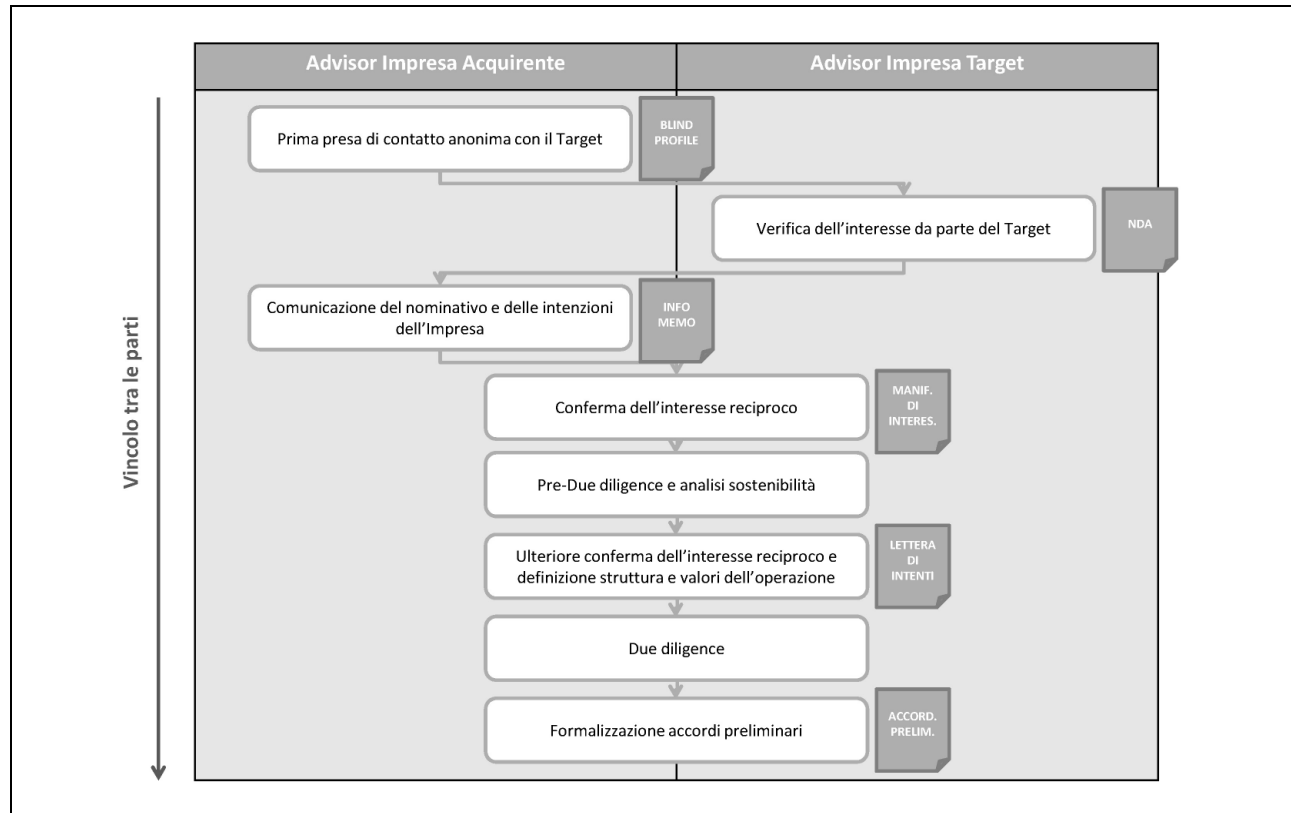 Advisor Impresa Acquirente
Advisor Impresa Target
Vincolo tra le parti
Prima presa di contatto anonima con il Target
BLIND
PROFILE
Verifica dell'interesse da parte del Target
NDA
Comunicazione del nominativo e delle intenzioni
dell'Impresa
INFO
MEMO
Conferma dell'interesse reciproco
MANIF.
DI
INTERES.
Pre-Due diligence e analisi sostenibilità
Ulteriore conferma dell'interesse reciproco e
definizione struttura e valori dell'operazione
LETTERA
DI
INTENTI
Due diligence
Formalizzazione accordi preliminari
ACCORD.
PRELIM.